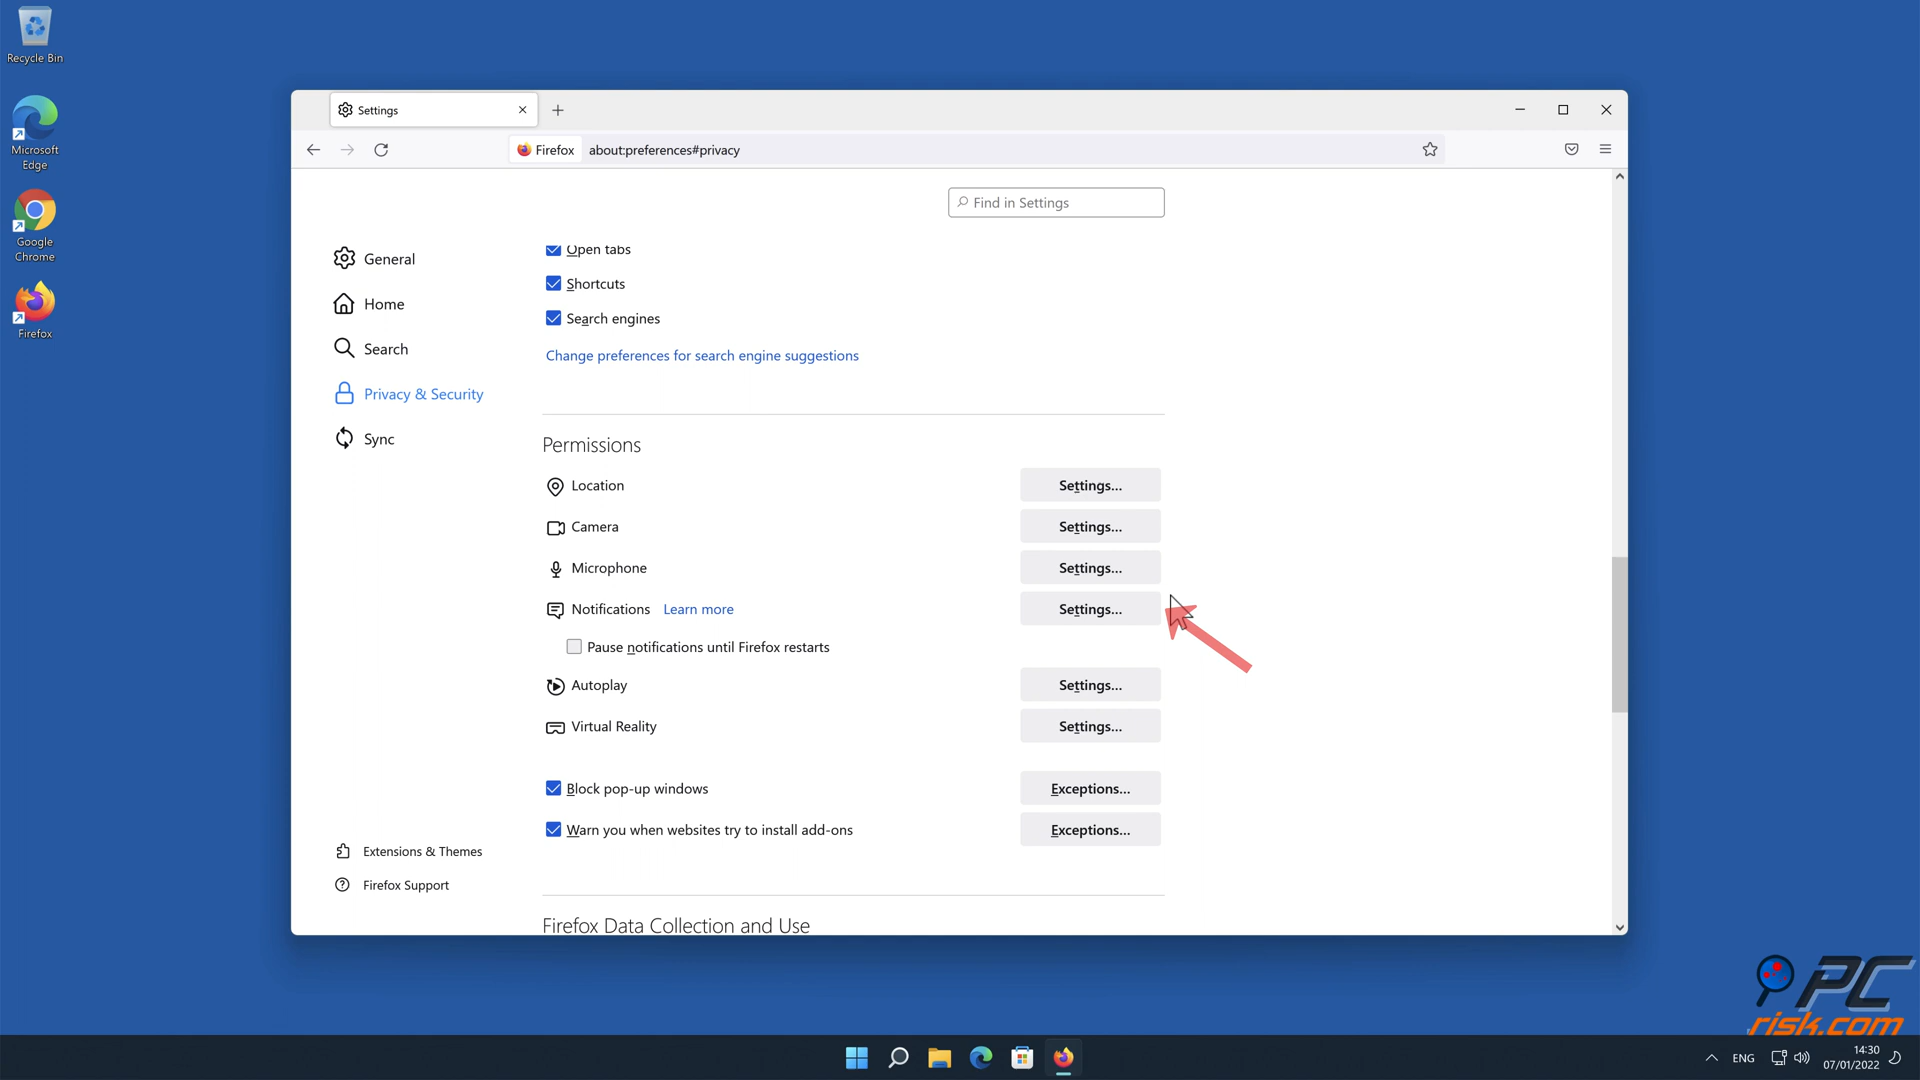 Recycle Bin
Microsoft
Edge
Google
Chrome
Firefox
Settings
Firefox
about:preferences#privacy
Find in Settings
General
Home
Search
Privacy & Security
Sync
Extensions & Themes
Firefox Support
Open tabs
Shortcuts
Search engines
Change preferences for search engine suggestions
Permissions
Location
Settings...
Camera
Settings...
Microphone
Settings...
Notifications Learn more
Settings...
Pause notifications until Firefox restarts
Autoplay
Settings...
Virtual Reality
Settings...
Block pop-up windows
Exceptions...
Warn you when websites try to install add-ons
Exceptions...
Firefox Data Collection and Use
PC
risk.com
ENG
14:30
07/01/2022